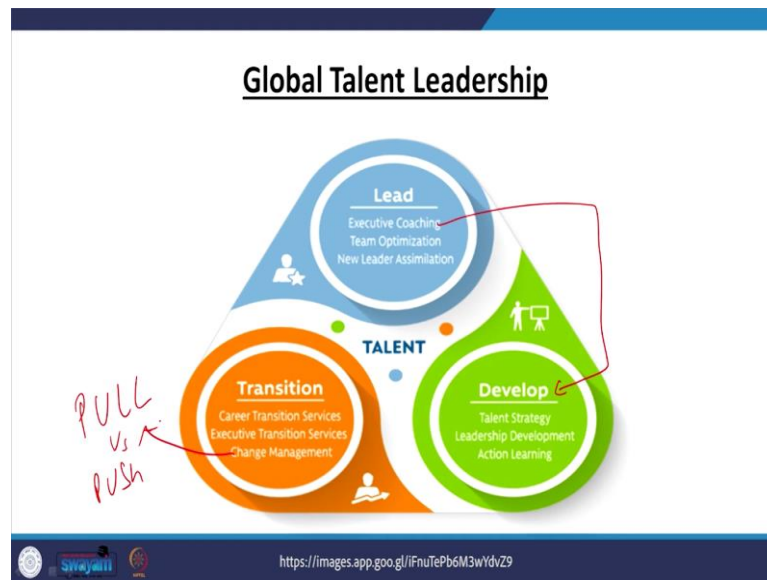 Global Talent Leadership
Lead
Executive Coaching
Team Optimization
New Leader Assimilation
TALENT
Transition
Career Transition Services
Executive Transition Services
Change Management
Develop
Talent Strategy
Leadership Development
Action Learning
PULL
Vs
PUSH
swayam
https://images.app.goo.gl/iFnuTePb6M3wYdvZ9